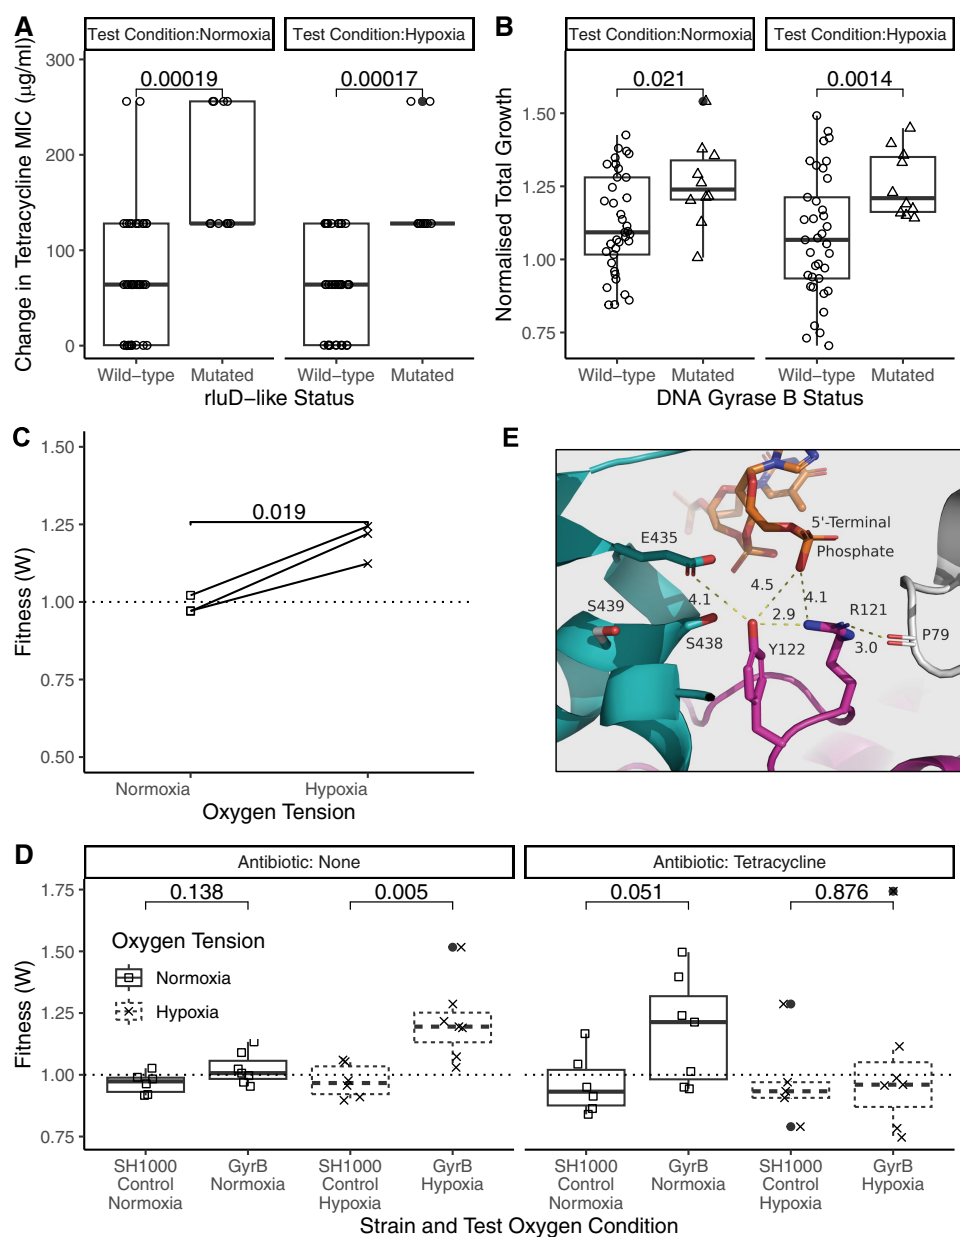 A
Test Condition:Normoxia
Test Condition:Hypoxia
Change in Tetracycline MIC (µg/ml)
300
200
100
0
0.00019
0.00017
Wild−type
Mutated
Wild−type
Mutated
rluD−like Status
B
Test Condition:Normoxia
Test Condition:Hypoxia
Normalised Total Growth
1.50
1.25
1.00
0.75
0.021
0.0014
Wild−type
Mutated
Wild−type
Mutated
DNA Gyrase B Status
C
Fitness (W)
1.50
1.25
1.00
0.75
0.50
0.019
Normoxia
Hypoxia
Oxygen Tension
E
E435
5'-Terminal
Phosphate
4.5
4.1
4.1
R121
S439
2.9
P79
S438
Y122
3.0
D
Antibiotic: None
Antibiotic: Tetracycline
Fitness (W)
1.75
1.50
1.25
1.00
0.75
0.138
0.005
0.051
0.876
Oxygen Tension
Normoxia
Hypoxia
SH1000
Control
Normoxia
GyrB
Normoxia
SH1000
Control
Hypoxia
GyrB
Hypoxia
SH1000
Control
Normoxia
GyrB
Normoxia
SH1000
Control
Hypoxia
GyrB
Hypoxia
Strain and Test Oxygen Condition